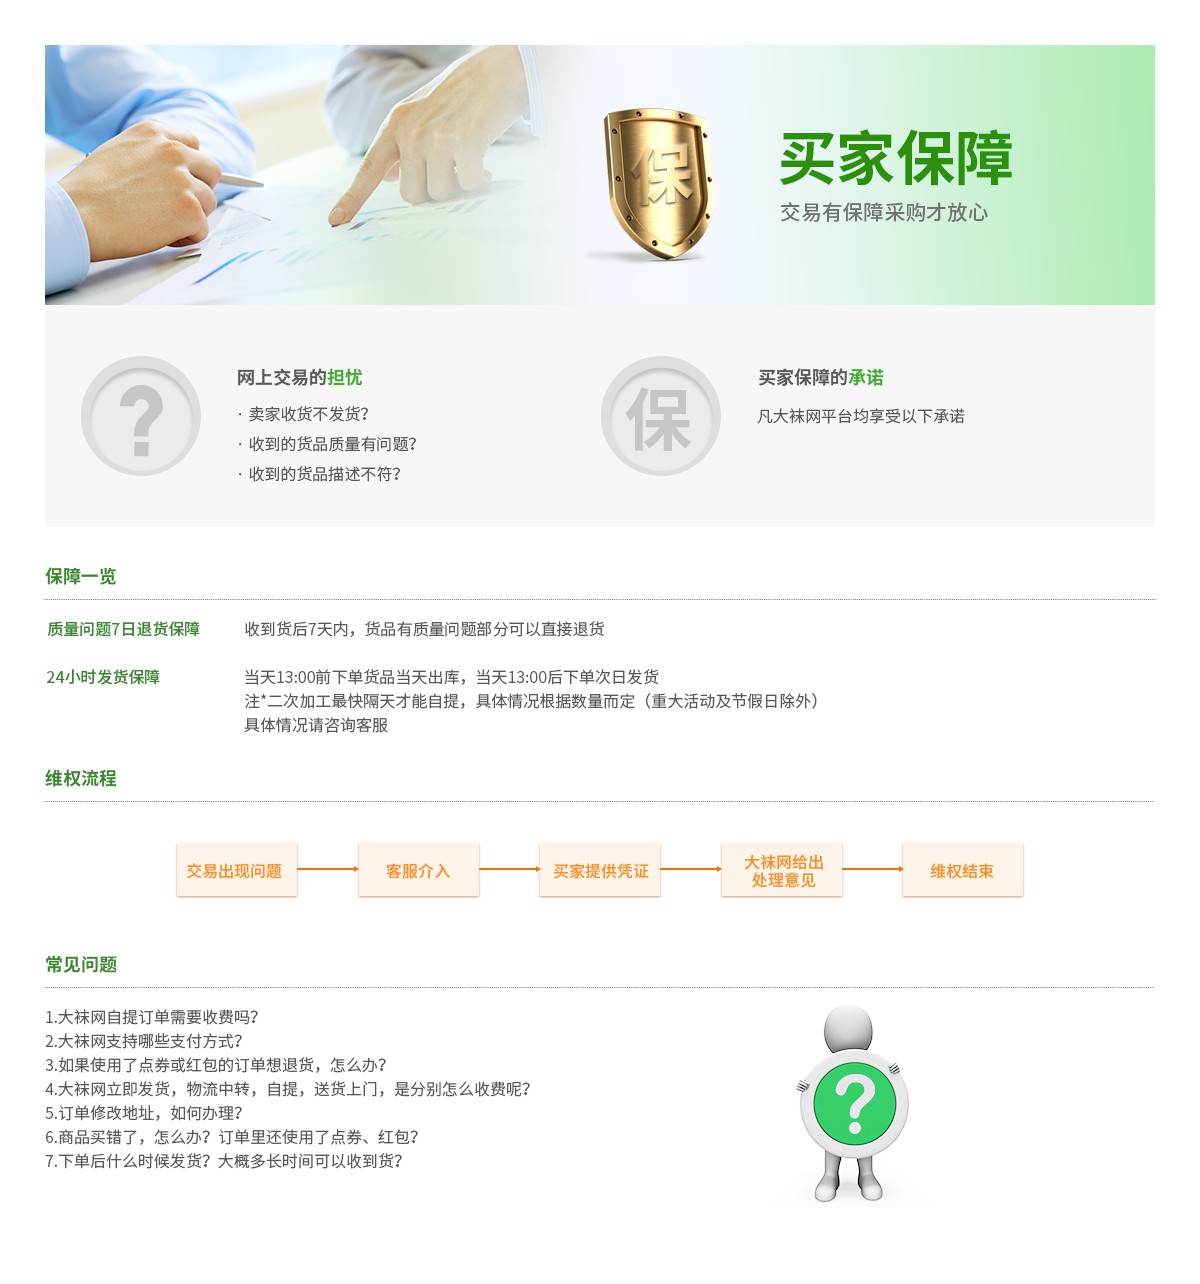 保
买家保障
交易有保障采购才放心
网上交易的担忧
· 卖家收货不发货？
· 收到的货品质量有问题？
· 收到的货品描述不符？
保
买家保障的承诺
凡大袜网平台均享受以下承诺
保障一览
质量问题7日退货保障
收到货后7天内，货品有质量问题部分可以直接退货
24小时发货保障
当天13:00前下单货品当天出库，当天13:00后下单次日发货
注*二次加工最快隔天才能自提，具体情况根据数量而定（重大活动及节假日除外）
具体情况请咨询客服
维权流程
交易出现问题
客服介入
买家提供凭证
大袜网给出
处理意见
维权结束
常见问题
1.大袜网自提订单需要收费吗？
2.大袜网支持哪些支付方式？
3.如果使用了点券或红包的订单想退货，怎么办？
4.大袜网立即发货，物流中转，自提，送货上门，是分别怎么收费呢？
5.订单修改地址，如何办理？
6.商品买错了，怎么办？订单里还使用了点券、红包？
7.下单后什么时候发货？大概多长时间可以收到货？